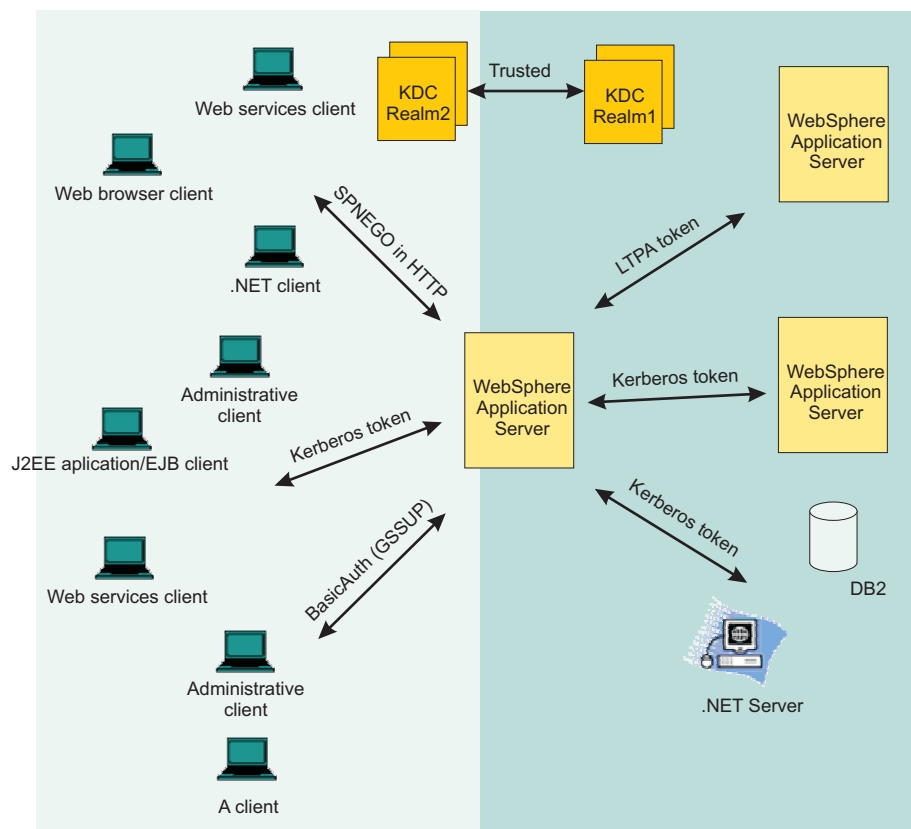 Web services client
KDC
Realm2
Trusted
KDC
Realm1
WebSphere
Application
Server
Web browser client
SPNEGO in HTTP
LTPA token
.NET client
WebSphere
Application
Server
Kerberos token
WebSphere
Application
Server
Administrative
client
Kerberos token
J2EE aplication/EJB client
Kerberos token
BasicAuth (GSSUP)
DB2
Web services client
Administrative
client
.NET Server
A client